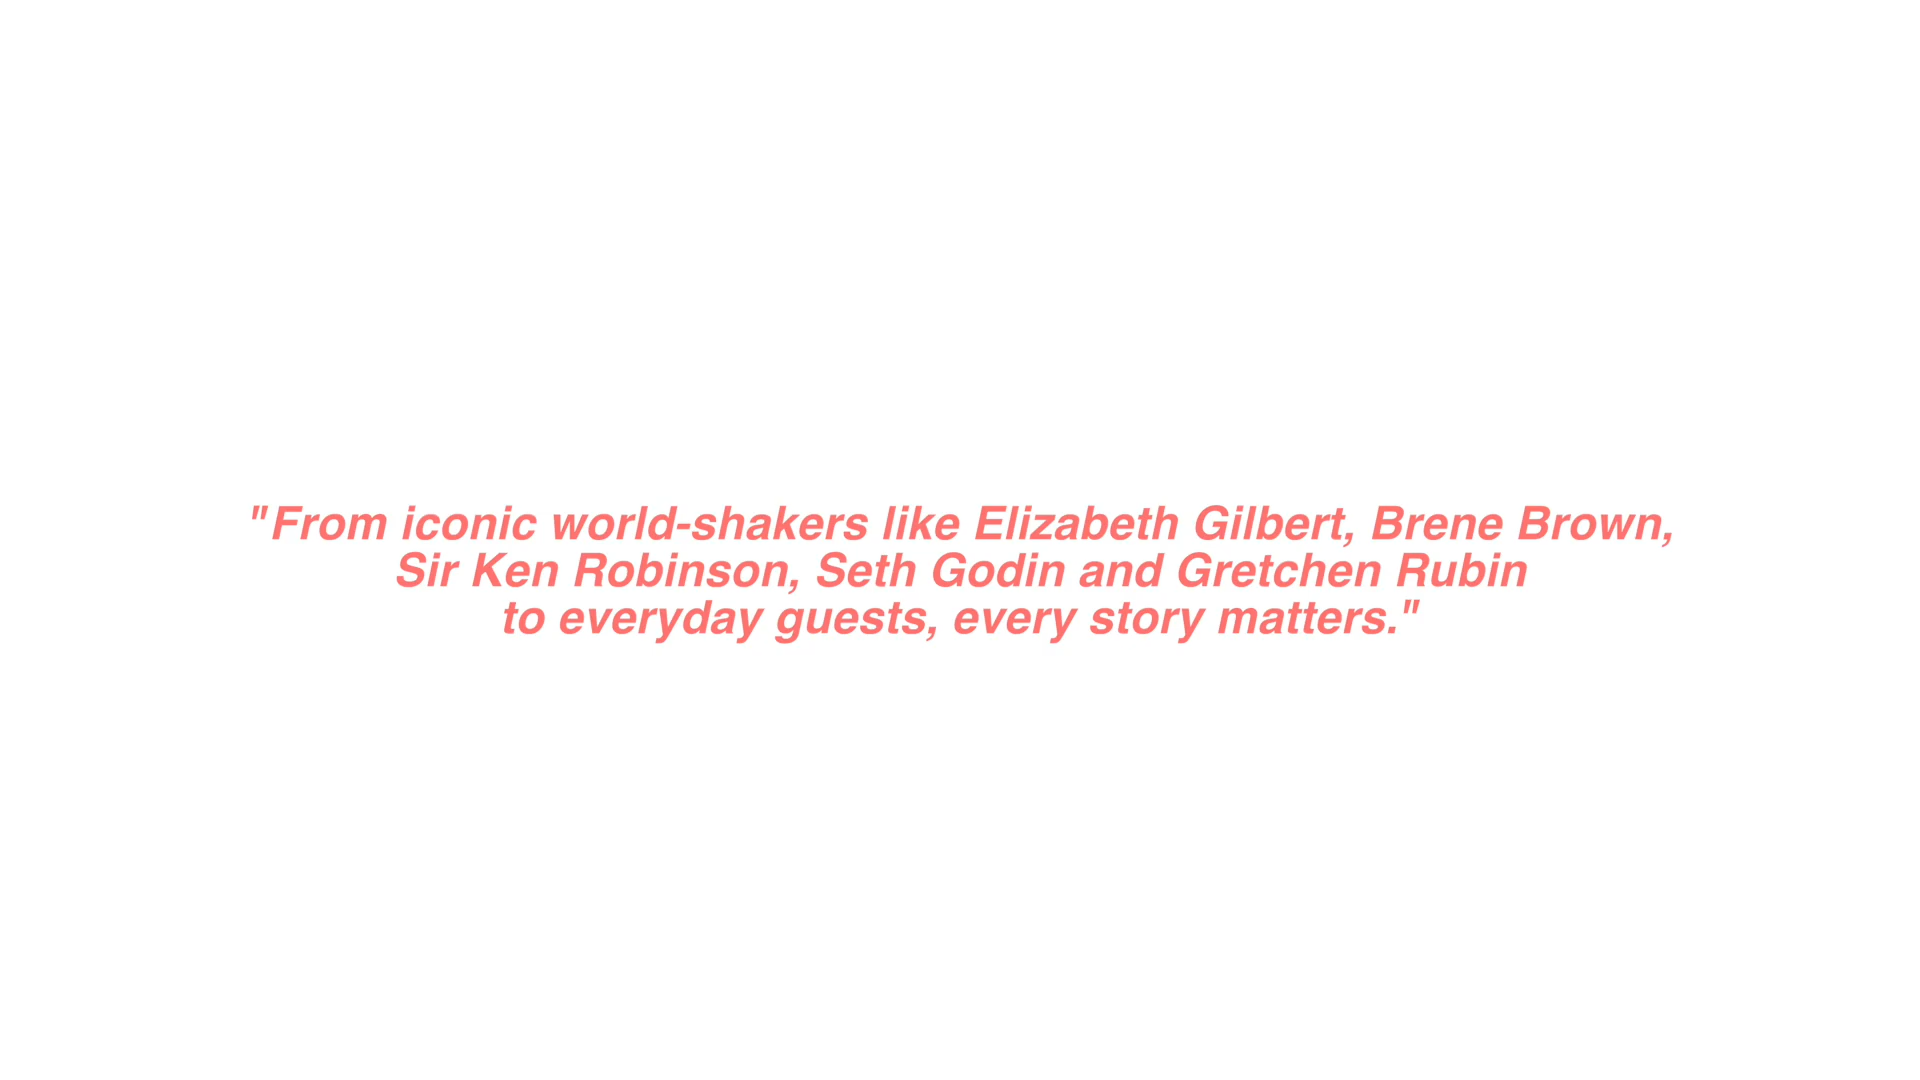 "From iconic world-shakers like Elizabeth Gilbert, Brene Brown,
Sir Ken Robinson, Seth Godin and Gretchen Rubin
to everyday guests, every story matters."